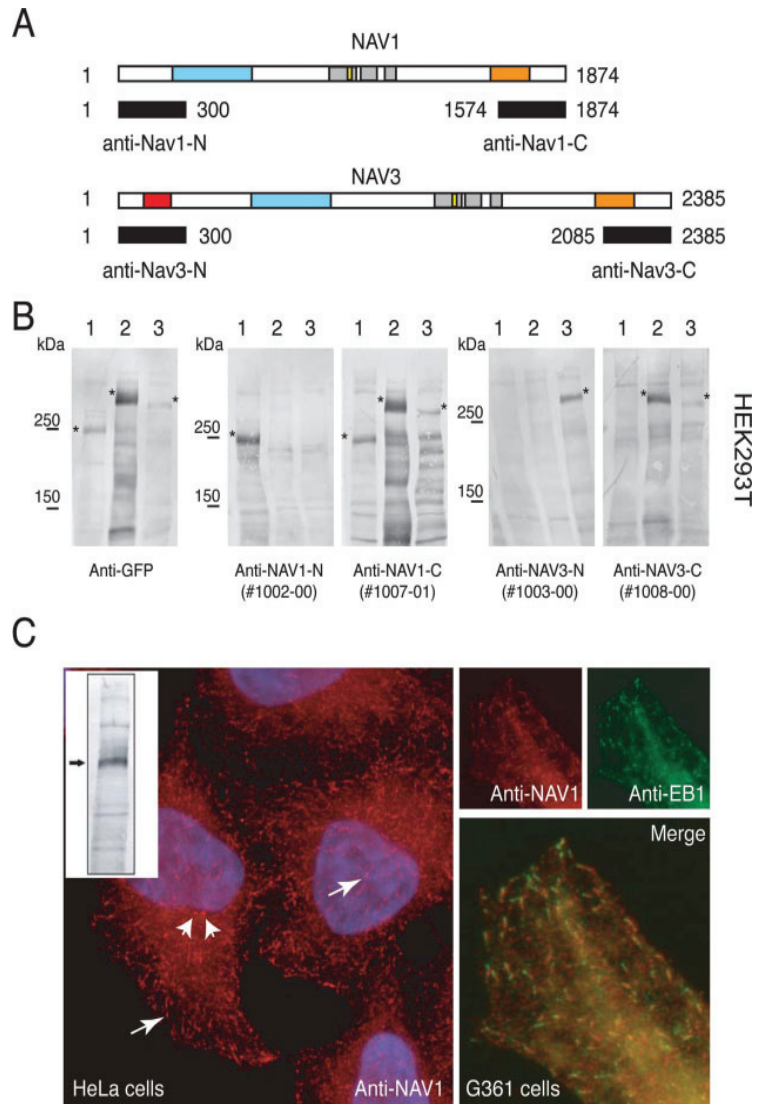 A
NAV1
1 1874
1 300 1574 1874
anti-Nav1-N anti-Nav1-C
NAV3
1 2385
1 300 2085 2385
anti-Nav3-N anti-Nav3-C
B
1 2 3 1 2 3 1 2 3 1 2 3 1 2 3
kDa kDa kDa
250 250 250
150 150 150
* * * * * * * * * *
HEK293T
Anti-GFP Anti-NAV1-N Anti-NAV1-C Anti-NAV3-N Anti-NAV3-C
(#1002-00) (#1007-01) (#1003-00) (#1008-00)
C
Anti-NAV1 Anti-EB1
Merge
HeLa cells Anti-NAV1 G361 cells